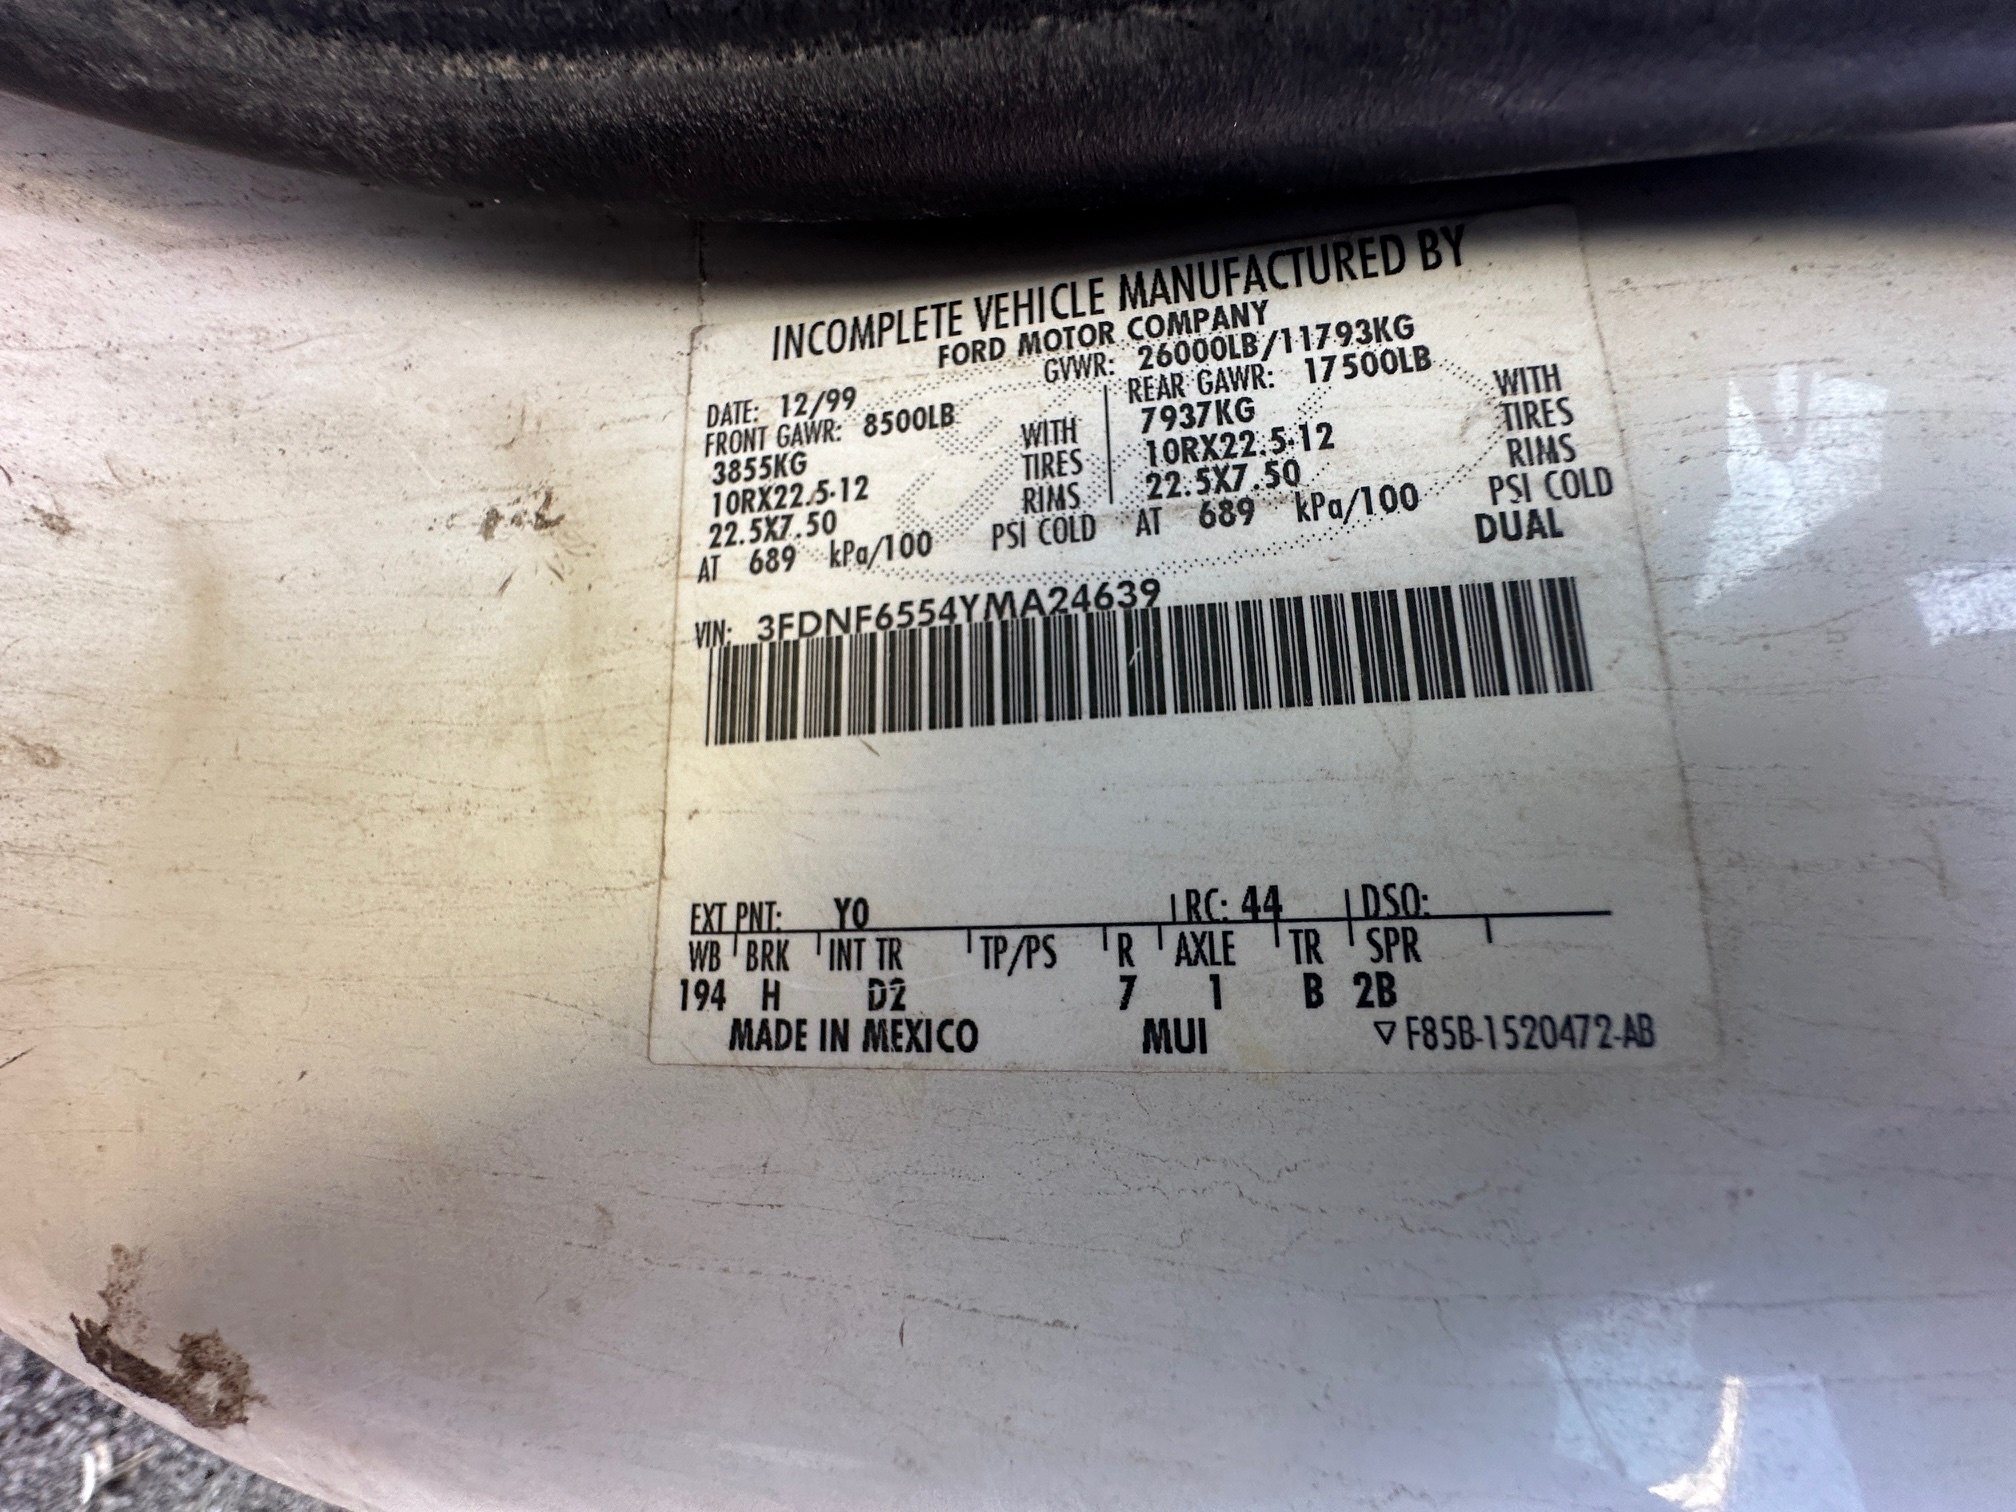 INCOMPLETE VEHICLE MANUFACTURED BY
FORD MOTOR COMPANY
DATE: 12/99 GVWR: 26000LB/11793KG
FRONT GAWR: 8500LB REAR GAWR: 17500LB
3855KG WITH 7937KG WITH
10RX22.5-12 TIRES 10RX22.5-12 TIRES
22.5X7.50 RIMS 22.5X7.50 RIMS
AT 689 kPa/100 PSI COLD AT 689 kPa/100 PSI COLD
DUAL
VIN: 3FDNF6554YMA24639
EXT PNT: YO RC: 44 DSO:
WB BRK INT TR TP/PS R AXLE TR SPR
194 H D2 7 1 B 2B
MADE IN MEXICO MUI ▽ F85B-1520472-AB